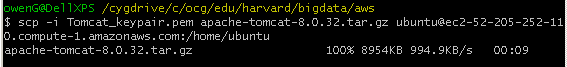 owenG@DellXPS /cygdrive/c/ocg/edu/harvard/bigdata/aws
$ scp -i Tomcat_keypair.pem apache-tomcat-8.0.32.tar.gz ubuntu@ec2-52-205-252-11
0.compute-1.amazonaws.com:/home/ubuntu
apache-tomcat-8.0.32.tar.gz 100% 8954KB 994.9KB/s 00:09